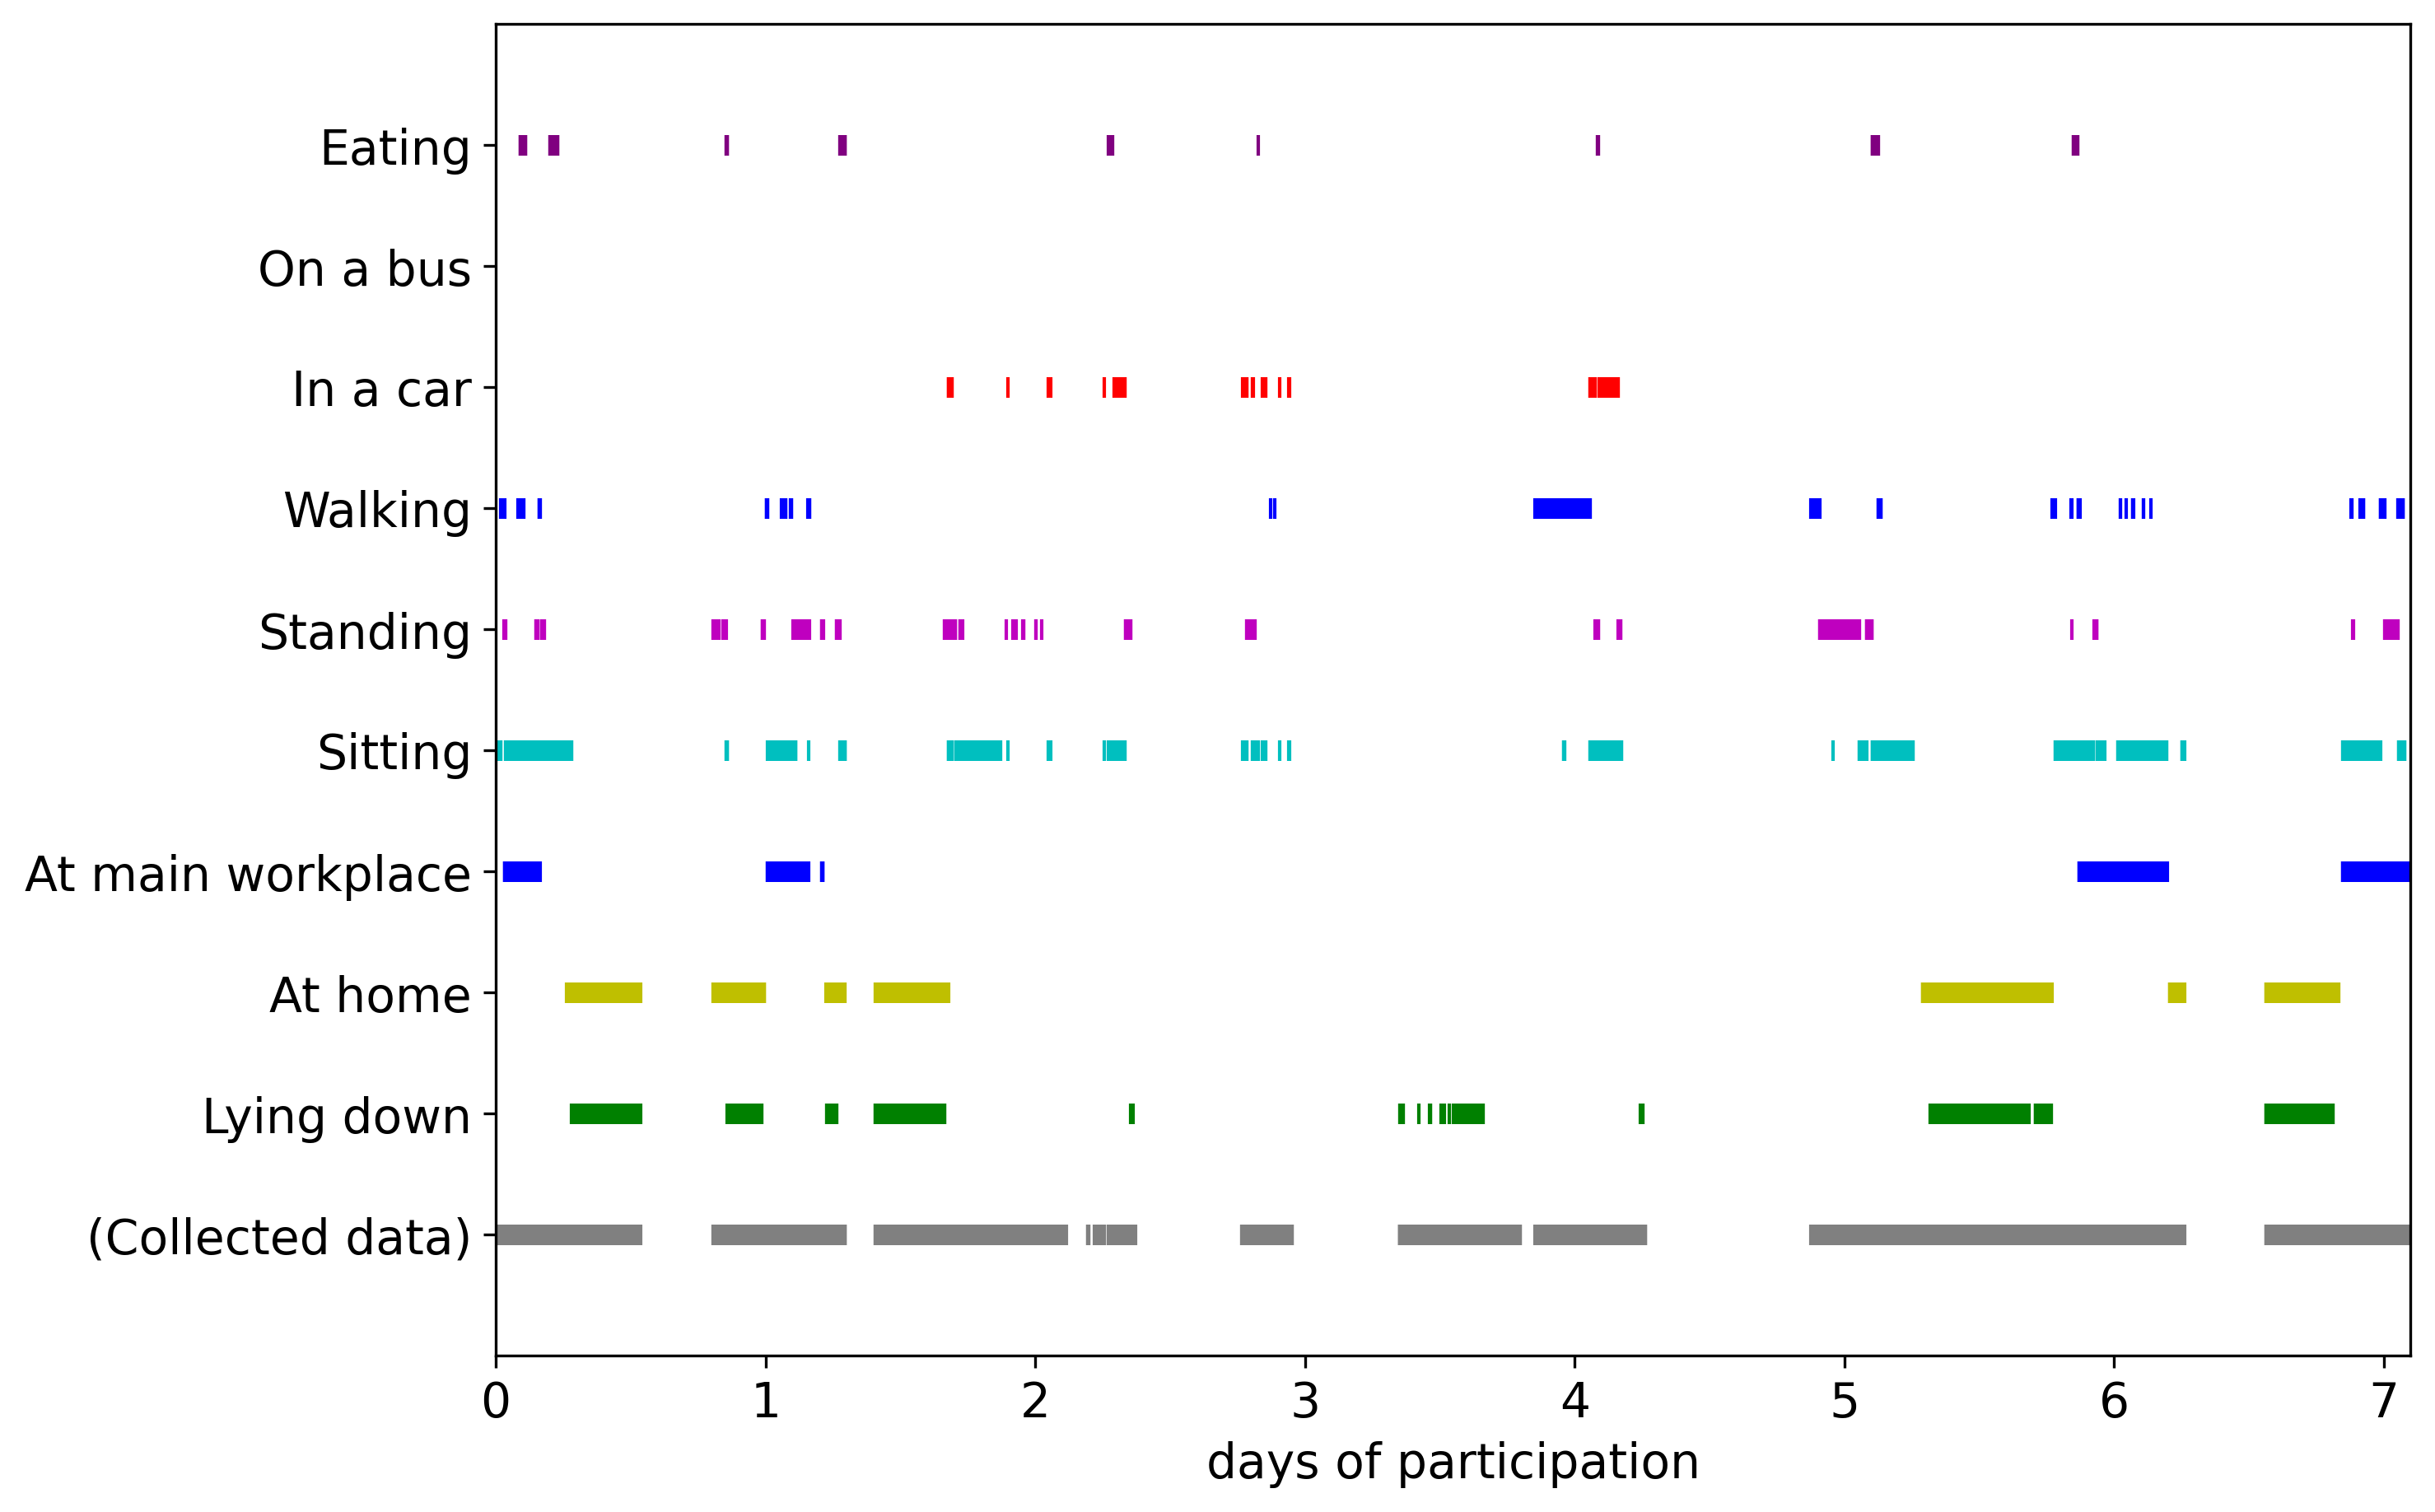 Eating
On a bus
In a car
Walking
Standing
Sitting
At main workplace
At home
Lying down
(Collected data)
0 1 2 3 4 5 6 7
days of participation